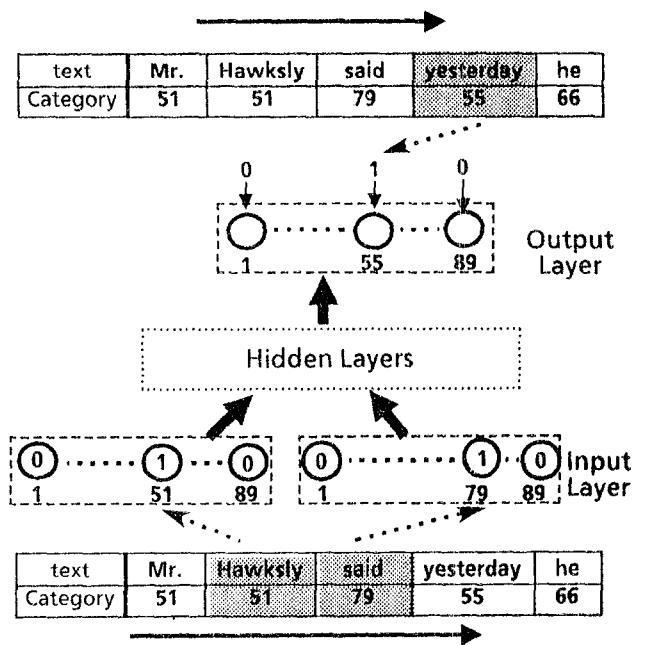 text Mr. Hawksly said yesterday he
Category 51 51 79 55 66
0 1 0
1 55 89
Output
Layer
Hidden Layers
0 1 0 0 1 0 Input
1 51 89 1 79 89 Layer
text Mr. Hawksly said yesterday he
Category 51 51 79 55 66